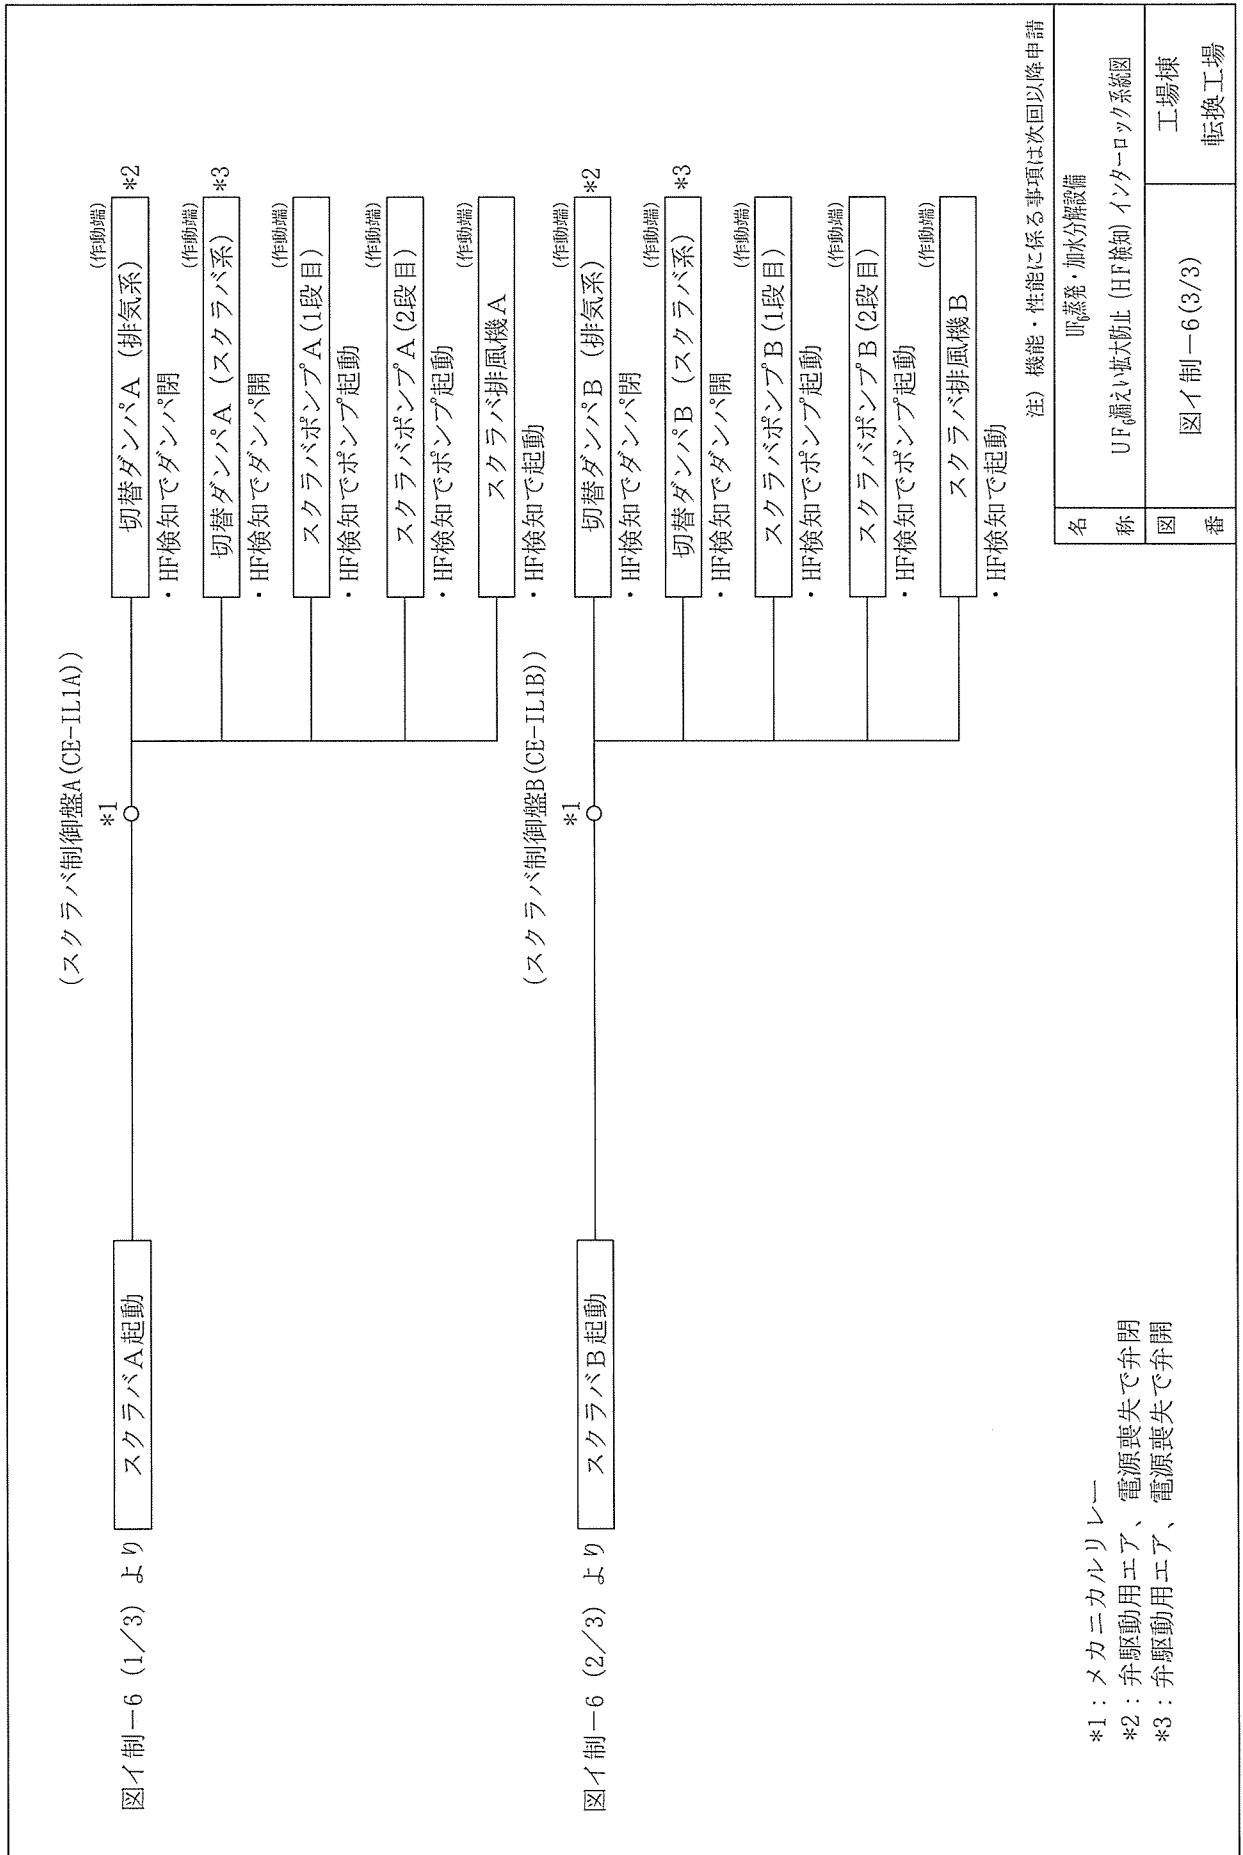 (スクラバ制御盤A(CE-IL1A))
図イ制－6 (1／3) より
スクラバＡ起動
*1
(作動端)
切替ダンパＡ (排気系)
*2
・HF検知でダンパ閉
(作動端)
切替ダンパＡ (スクラバ系)
*3
・HF検知でダンパ開
(作動端)
スクラバポンプＡ(1段目)
・HF検知でポンプ起動
(作動端)
スクラバポンプＡ(2段目)
・HF検知でポンプ起動
(作動端)
スクラバ排風機Ａ
・HF検知で起動
(スクラバ制御盤B(CE-IL1B))
図イ制－6 (2／3) より
スクラバＢ起動
*1
(作動端)
切替ダンパＢ (排気系)
*2
・HF検知でダンパ閉
(作動端)
切替ダンパＢ (スクラバ系)
*3
・HF検知でダンパ開
(作動端)
スクラバポンプＢ(1段目)
・HF検知でポンプ起動
(作動端)
スクラバポンプＢ(2段目)
・HF検知でポンプ起動
(作動端)
スクラバ排風機Ｂ
・HF検知で起動
*1：メカニカルリレー
*2：弁駆動用エア、電源喪失で弁閉
*3：弁駆動用エア、電源喪失で弁開
注) 機能・性能に係る事項は次回以降申請
名称
UF₆蒸発・加水分解設備
UF₆漏えい拡大防止 (HF検知) インターロック系統図
工場棟
転換工場
図番
図イ制－6(3/3)